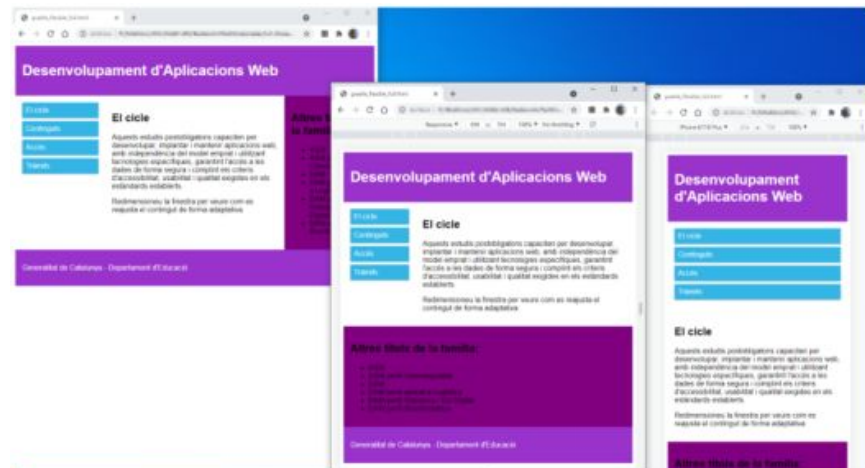 Desenvolupament d'Aplicacions Web
El cicle
Continguts
Accés
Tràmits
El cicle
Aquests estudis postobligatoris capaciten per
desenvolupar, implantar i mantenir aplicacions web,
amb independència del model emprat i utilitzant
tecnologies específiques, garantint l'accés a les
dades de forma segura i complint els criteris
d'accessibilitat, usabilitat i qualitat exigides en els
estàndards establerts.
Redimensioneu la finestra per veure com es
reajusta el contingut de forma adaptativa.
Generalitat de Catalunya - Departament d'Educació
Desenvolupament d'Aplicacions Web
El cicle
Continguts
Accés
Tràmits
El cicle
Aquests estudis postobligatoris capaciten per desenvolupar,
implantar i mantenir aplicacions web, amb independència del
model emprat i utilitzant tecnologies específiques, garantint
l'accés a les dades de forma segura i complint els criteris
d'accessibilitat, usabilitat i qualitat exigides en els estàndards
establerts.
Redimensioneu la finestra per veure com es reajusta el
contingut de forma adaptativa.
Altres títols de la família:
Generalitat de Catalunya - Departament d'Educació
Desenvolupament
d'Aplicacions Web
El cicle
Continguts
Accés
Tràmits
El cicle
Aquests estudis postobligatoris capaciten per
desenvolupar, implantar i mantenir aplicacions web,
amb independència del model emprat i utilitzant
tecnologies específiques, garantint l'accés a les
dades de forma segura i complint els criteris
d'accessibilitat, usabilitat i qualitat exigides en els
estàndards establerts.
Redimensioneu la finestra per veure com es
reajusta el contingut de forma adaptativa.
Altres títols de la família: